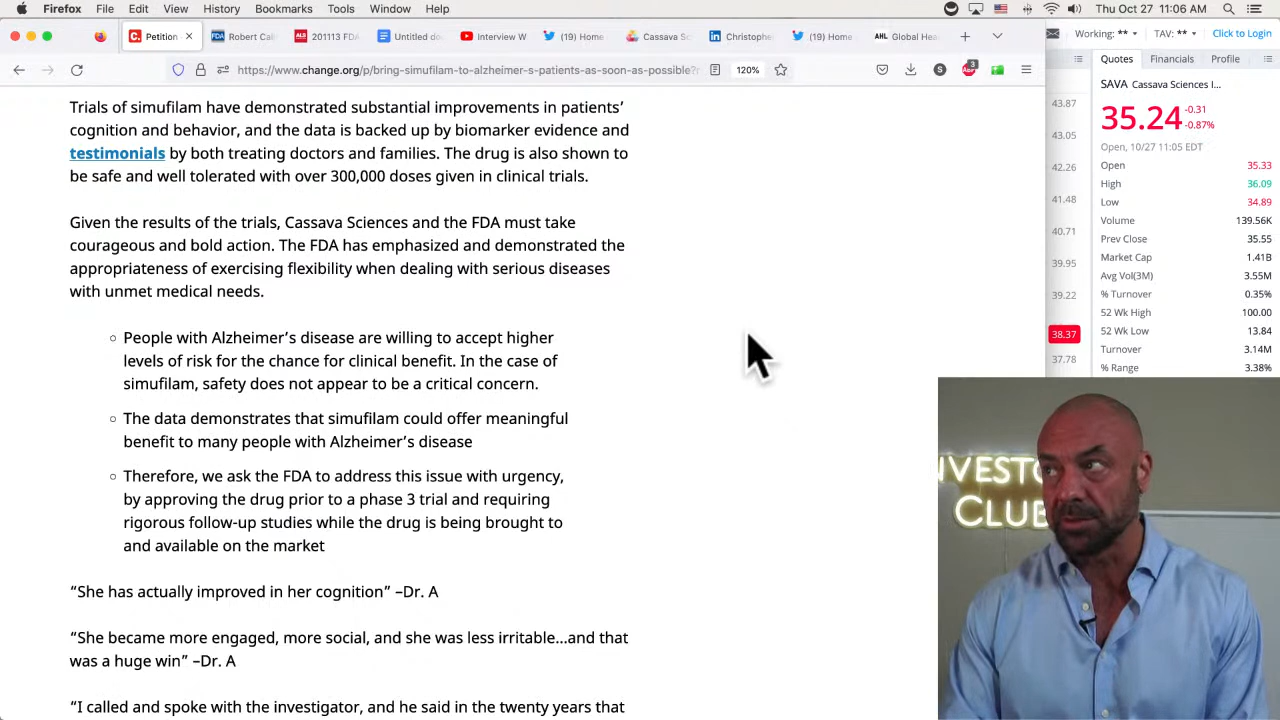 Firefox File Edit View History Bookmarks Tools Window Help
Thu Oct 27 11:06 AM
Petition
Robert Cal
201113 FDA
Untitled do
Interview W
(19) Home
Cassava Sc
Christophe
(19) Home
AHL Global Hea
Working: **
TAV: **
Click to Login
https://www.change.org/p/bring-simufilam-to-alzheimer-s-patients-as-soon-as-possible?r
120%
S
3
Quotes Financials Profile
SAVA Cassava Sciences I...
35.24 -0.31
-0.87%
Open, 10/27 11:05 EDT
Open 35.33
High 36.09
Low 34.89
Volume 139.56K
Prev Close 35.55
Market Cap 1.41B
Avg Vol(3M) 3.55M
% Turnover 0.35%
52 Wk High 100.00
52 Wk Low 13.84
Turnover 3.14M
% Range 3.38%
43.87
43.05
42.26
41.48
40.71
39.95
39.22
38.37
37.78
Trials of simufilam have demonstrated substantial improvements in patients’
cognition and behavior, and the data is backed up by biomarker evidence and
testimonials by both treating doctors and families. The drug is also shown to
be safe and well tolerated with over 300,000 doses given in clinical trials.
Given the results of the trials, Cassava Sciences and the FDA must take
courageous and bold action. The FDA has emphasized and demonstrated the
appropriateness of exercising flexibility when dealing with serious diseases
with unmet medical needs.
People with Alzheimer’s disease are willing to accept higher
levels of risk for the chance for clinical benefit. In the case of
simufilam, safety does not appear to be a critical concern.
The data demonstrates that simufilam could offer meaningful
benefit to many people with Alzheimer’s disease
Therefore, we ask the FDA to address this issue with urgency,
by approving the drug prior to a phase 3 trial and requiring
rigorous follow-up studies while the drug is being brought to
and available on the market
“She has actually improved in her cognition” –Dr. A
“She became more engaged, more social, and she was less irritable...and that
was a huge win” –Dr. A
“I called and spoke with the investigator, and he said in the twenty years that
INVESTO
CLUB